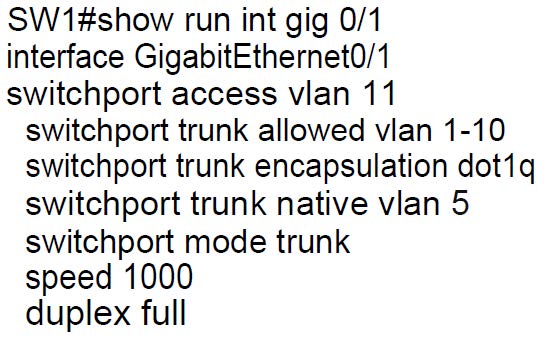 SW1#show run int gig 0/1
interface GigabitEthernet0/1
switchport access vlan 11
switchport trunk allowed vlan 1-10
switchport trunk encapsulation dot1q
switchport trunk native vlan 5
switchport mode trunk
speed 1000
duplex full